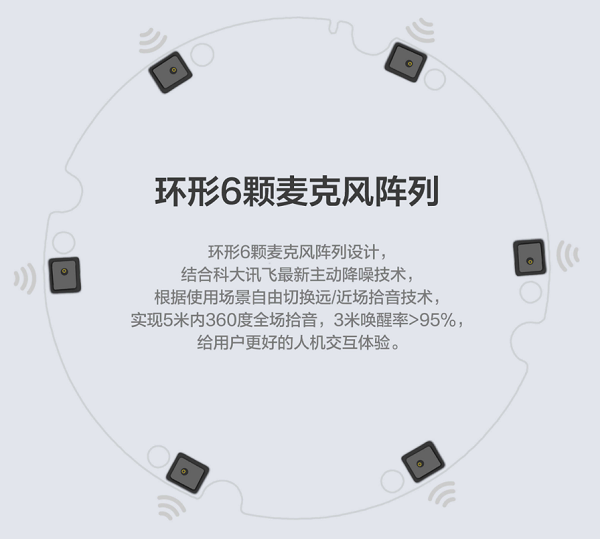 环形6颗麦克风阵列
环形6颗麦克风阵列设计，
结合科大讯飞最新主动降噪技术，
根据使用场景自由切换远/近场拾音技术，
实现5米内360度全场拾音，3米唤醒率>95%，
给用户更好的人机交互体验。